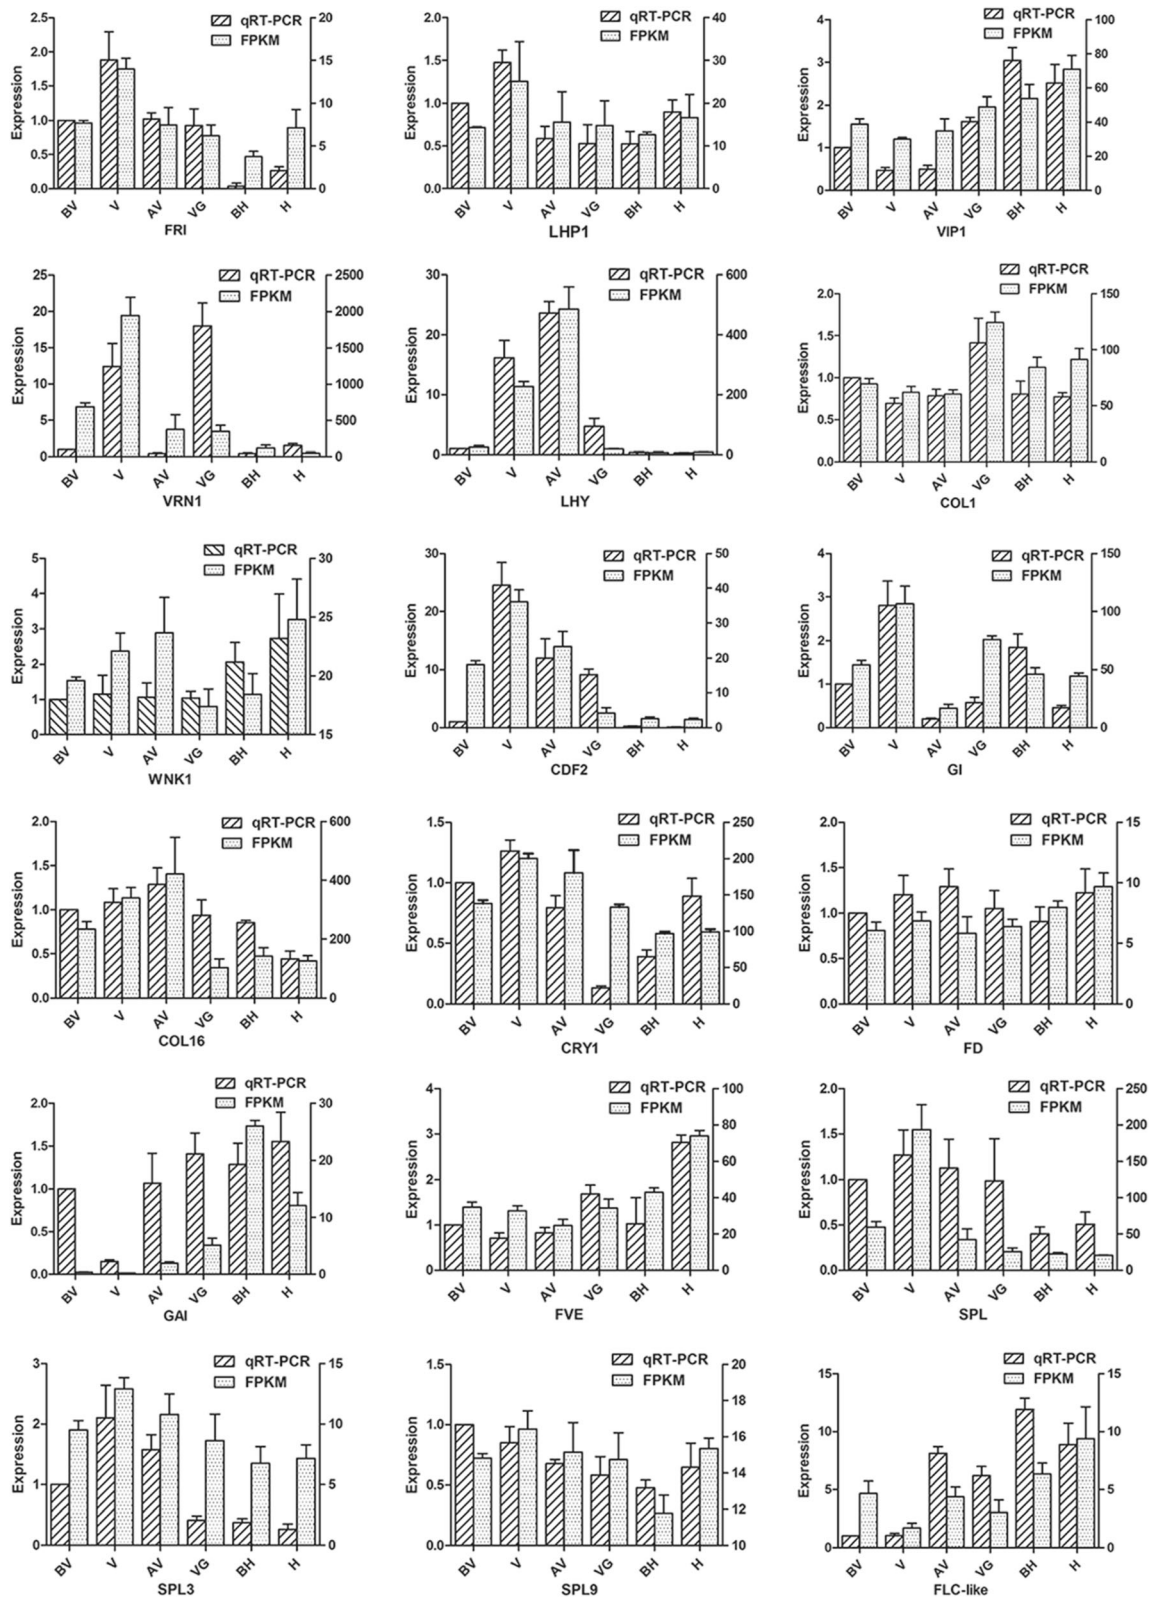 qRT-PCR
FPKM
Expression
2.5
2.0
1.5
1.0
0.5
0.0
20
15
10
5
0
BV V AV VG BH H
FRI
qRT-PCR
FPKM
Expression
2.0
1.5
1.0
0.5
0.0
40
30
20
10
0
BV V AV VG BH H
LHP1
qRT-PCR
FPKM
Expression
4
3
2
1
0
100
80
60
40
20
0
BV V AV VG BH H
VIP1
qRT-PCR
FPKM
Expression
25
20
15
10
5
0
2500
2000
1500
1000
500
0
BV V AV VG BH H
VRN1
qRT-PCR
FPKM
Expression
30
20
10
0
600
400
200
0
BV V AV VG BH H
LHY
qRT-PCR
FPKM
Expression
2.0
1.5
1.0
0.5
0.0
150
100
50
0
BV V AV VG BH H
COL1
qRT-PCR
FPKM
Expression
5
4
3
2
1
0
30
25
20
15
BV V AV VG BH H
WNK1
qRT-PCR
FPKM
Expression
30
20
10
0
50
40
30
20
10
0
BV V AV VG BH H
CDF2
qRT-PCR
FPKM
Expression
4
3
2
1
0
150
100
50
0
BV V AV VG BH H
GI
qRT-PCR
FPKM
Expression
2.0
1.5
1.0
0.5
0.0
600
400
200
0
BV V AV VG BH H
COL16
qRT-PCR
FPKM
Expression
1.5
1.0
0.5
0.0
250
200
150
100
50
0
BV V AV VG BH H
CRY1
qRT-PCR
FPKM
Expression
2.0
1.5
1.0
0.5
0.0
15
10
5
0
BV V AV VG BH H
FD
qRT-PCR
FPKM
Expression
2.0
1.5
1.0
0.5
0.0
30
20
10
0
BV V AV VG BH H
GAI
qRT-PCR
FPKM
Expression
4
3
2
1
0
100
80
60
40
20
0
BV V AV VG BH H
FVE
qRT-PCR
FPKM
Expression
2.0
1.5
1.0
0.5
0.0
250
200
150
100
50
0
BV V AV VG BH H
SPL
qRT-PCR
FPKM
Expression
3
2
1
0
15
10
5
0
BV V AV VG BH H
SPL3
qRT-PCR
FPKM
Expression
1.5
1.0
0.5
0.0
20
18
16
14
12
10
BV V AV VG BH H
SPL9
qRT-PCR
FPKM
Expression
15
10
5
0
15
10
5
0
BV V AV VG BH H
FLC-like